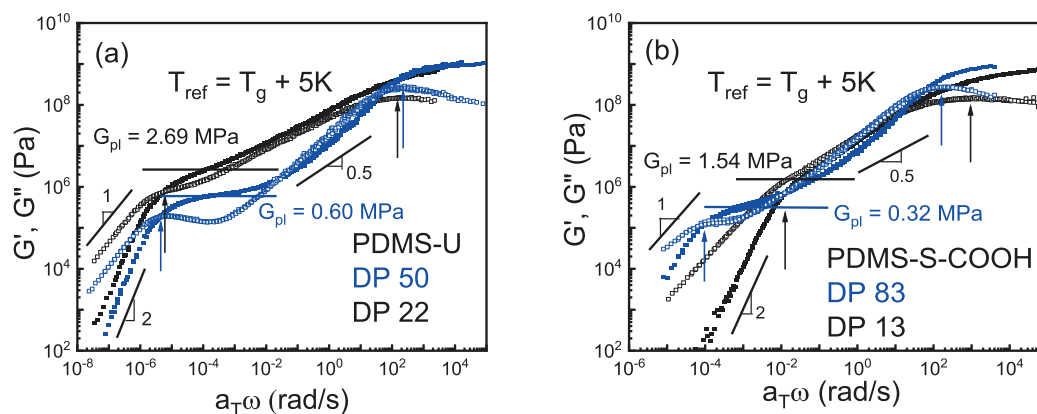 (a)
T_ref = T_g + 5K
G_pl = 2.69 MPa
1
0.5
G_pl = 0.60 MPa
2
PDMS-U
DP 50
DP 22
G', G" (Pa)
10^10
10^8
10^6
10^4
10^2
10^-8 10^-6 10^-4 10^-2 10^0 10^2 10^4
a_Tω (rad/s)
(b)
T_ref = T_g + 5K
G_pl = 1.54 MPa
1
0.5
G_pl = 0.32 MPa
2
PDMS-S-COOH
DP 83
DP 13
G', G" (Pa)
10^10
10^8
10^6
10^4
10^2
10^-6 10^-4 10^-2 10^0 10^2 10^4
a_Tω (rad/s)